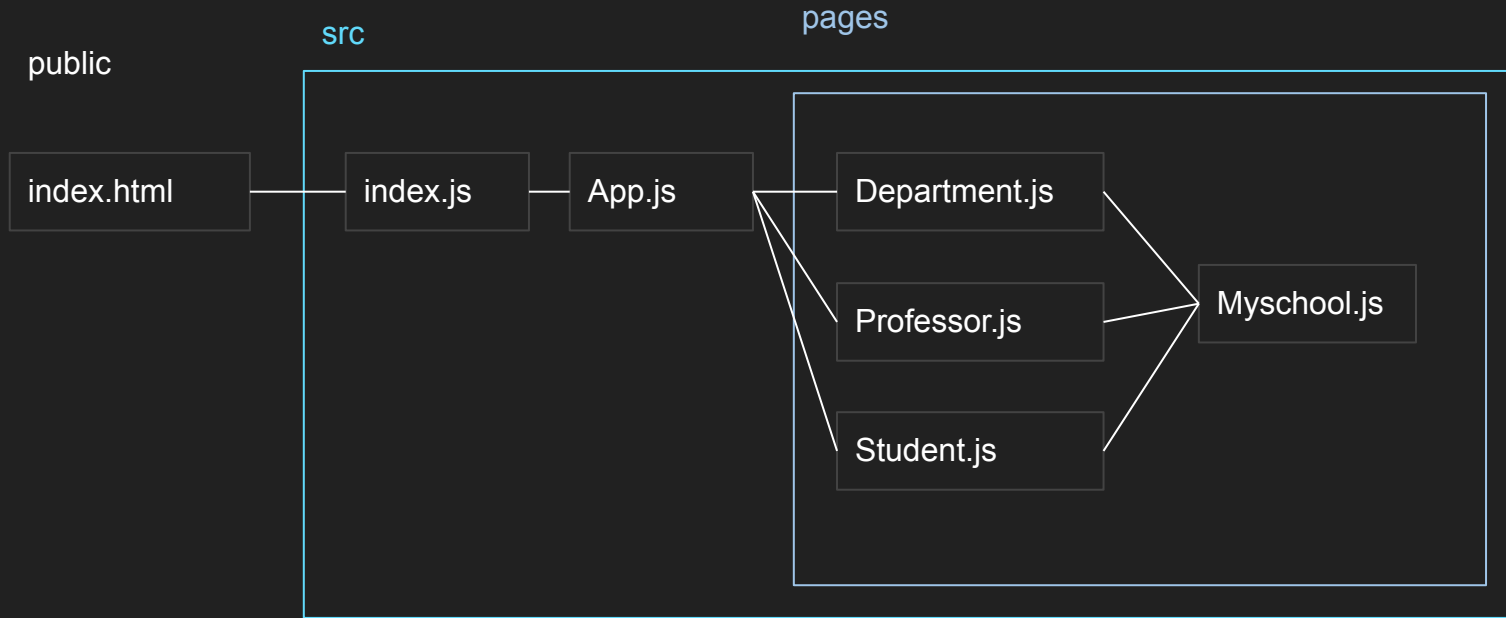 pages
src
public
index.html
index.js
App.js
Department.js
Professor.js
Myschool.js
Student.js